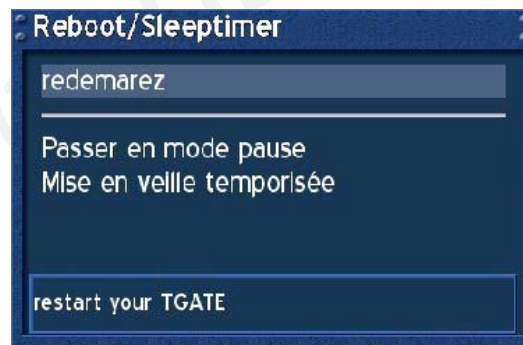 Reboot/Sleeptimer
redemarez
Passer en mode pause
Mise en veille temporisée
restart your TGATE